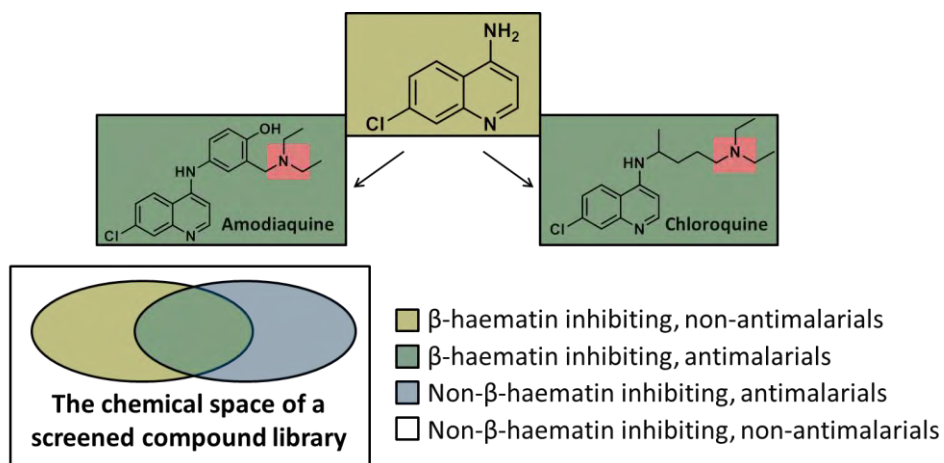 NH₂
Cl
N
OH
N
HN
Cl
N
Amodiaquine
N
HN
Cl
N
Chloroquine
The chemical space of a
screened compound library
β-haematin inhibiting, non-antimalarials
β-haematin inhibiting, antimalarials
Non-β-haematin inhibiting, antimalarials
Non-β-haematin inhibiting, non-antimalarials